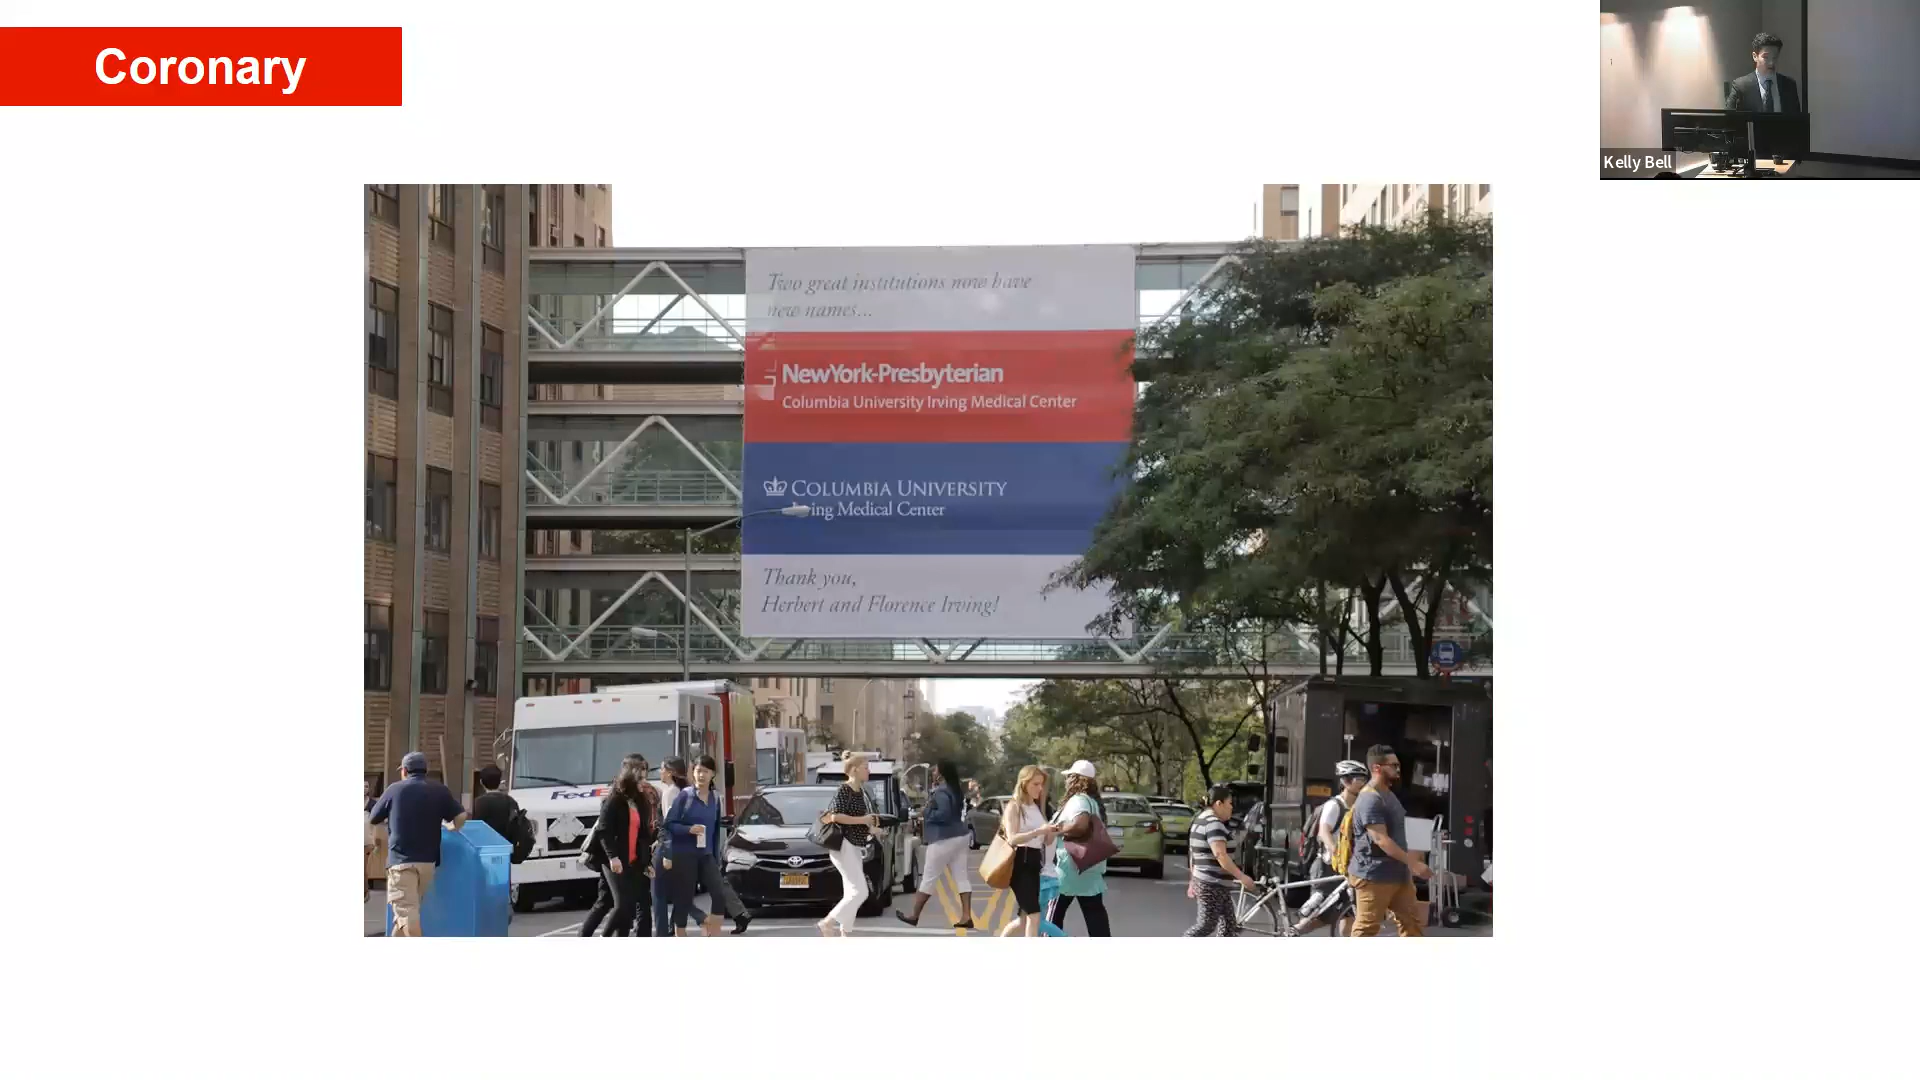 Coronary
Kelly Bell
Two great institutions now have
new names...
NewYork-Presbyterian
Columbia University Irving Medical Center
COLUMBIA UNIVERSITY
ing Medical Center
Thank you,
Herbert and Florence Irving!
FedE